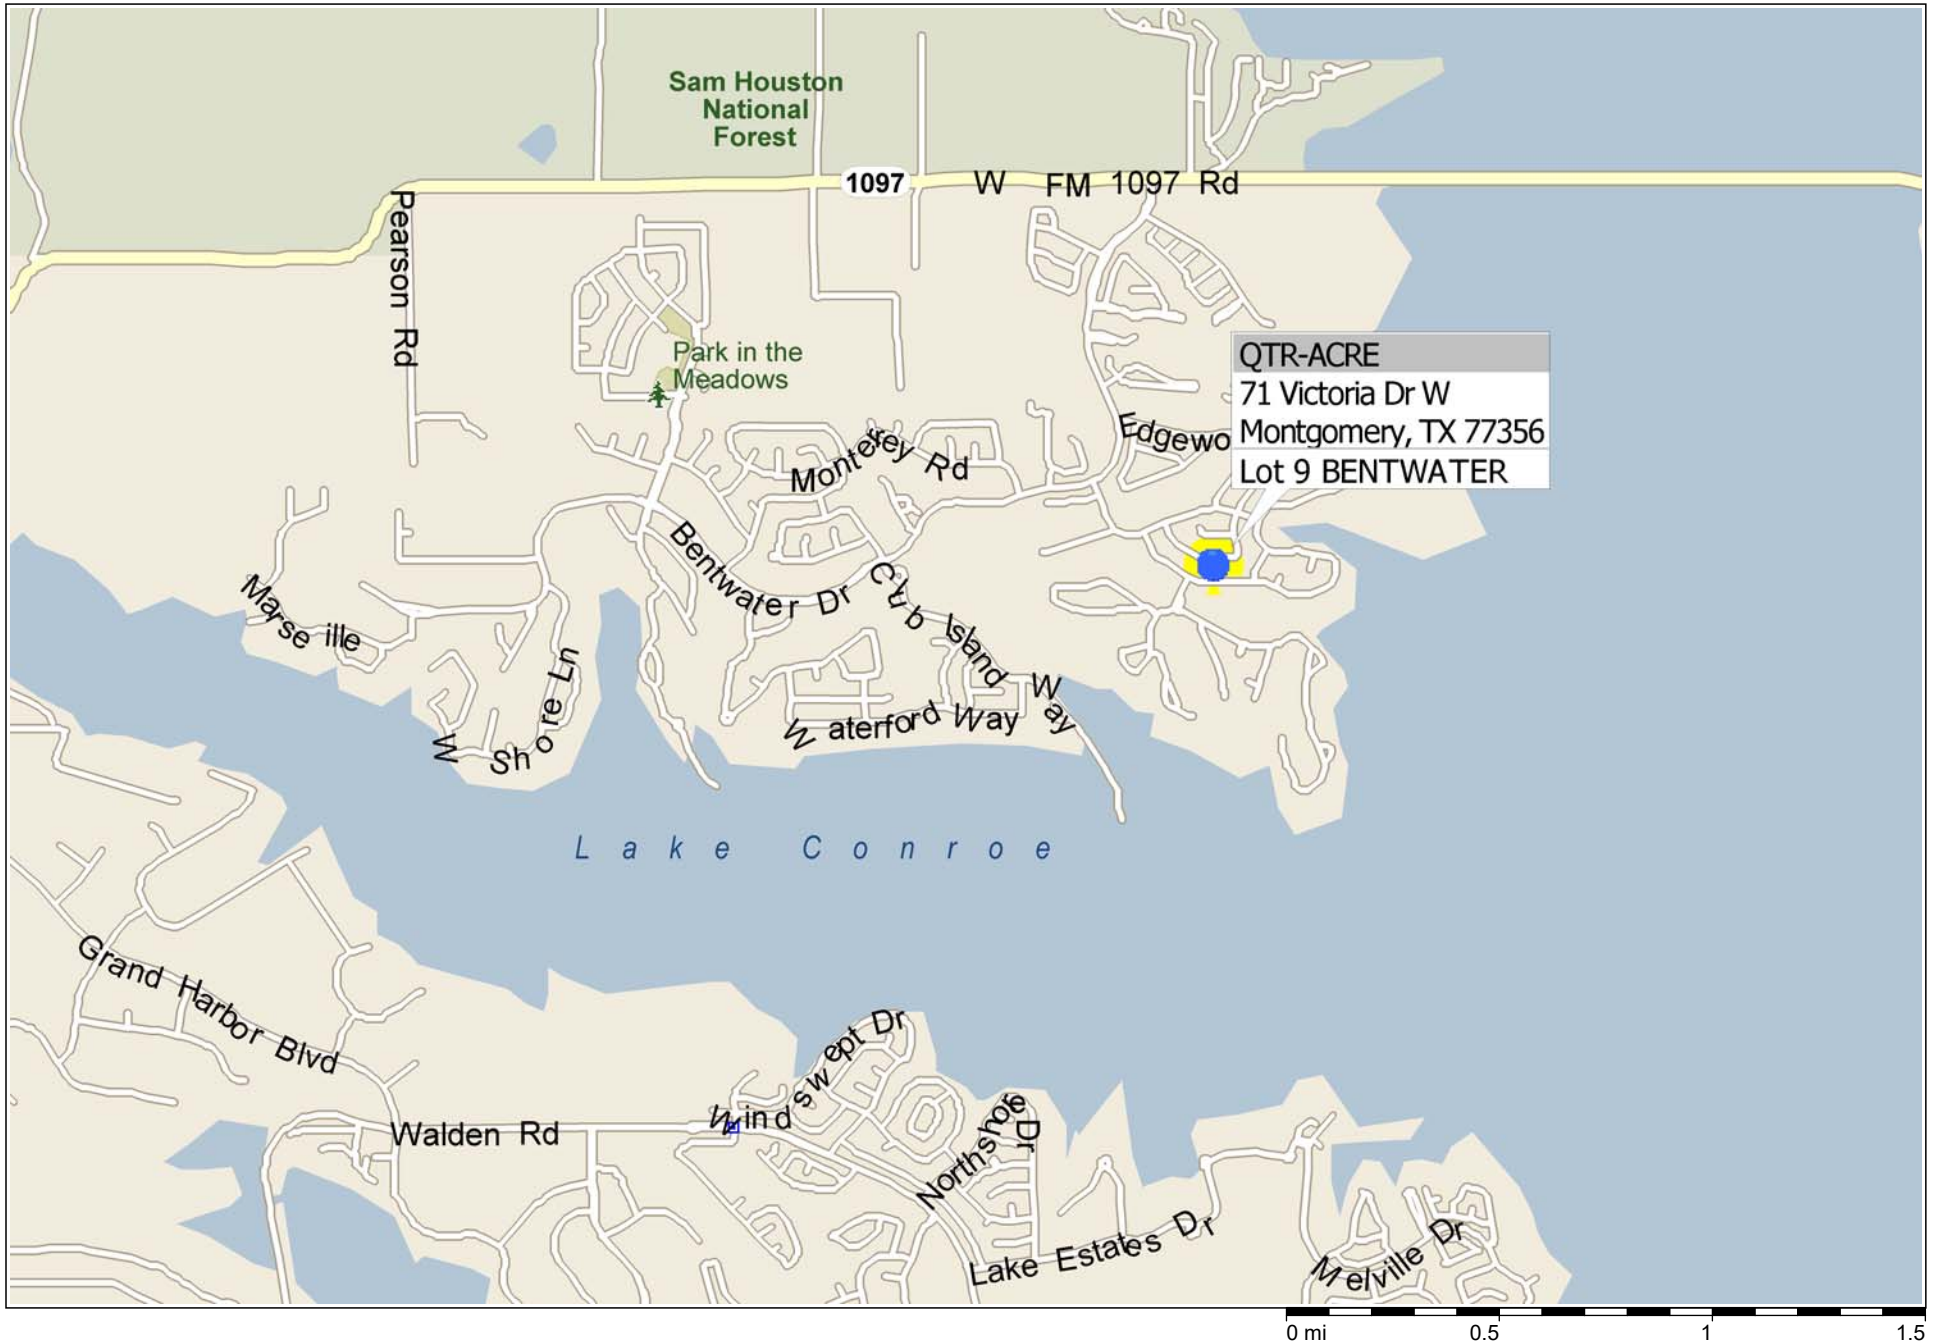 Sam Houston
National
Forest
1097
W FM 1097 Rd
Pearson Rd
Park in the
Meadows
QTR-ACRE
71 Victoria Dr W
Montgomery, TX 77356
Lot 9 BENTWATER
Edgewo
Monterey Rd
Bentwater Dr
Club Island Way
Marseille
W Shore Ln
Waterford Way
Lake Conroe
Grand Harbor Blvd
Windswept Dr
Walden Rd
Northshore Dr
Lake Estates Dr
Melville Dr
0 mi 0.5 1 1.5